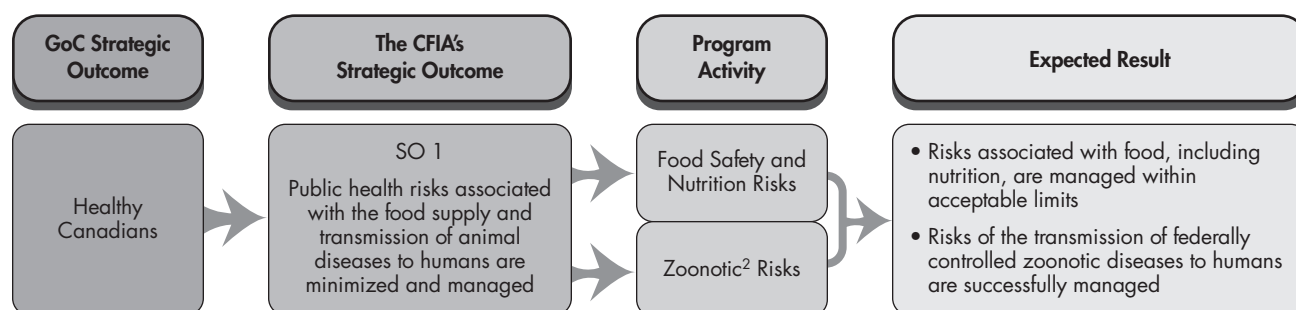 GoC Strategic
Outcome
The CFIA's
Strategic Outcome
Program
Activity
Expected Result
Healthy
Canadians
SO 1
Public health risks associated
with the food supply and
transmission of animal
diseases to humans are
minimized and managed
Food Safety and
Nutrition Risks
Zoonotic² Risks
• Risks associated with food, including
nutrition, are managed within
acceptable limits
• Risks of the transmission of federally
controlled zoonotic diseases to humans
are successfully managed